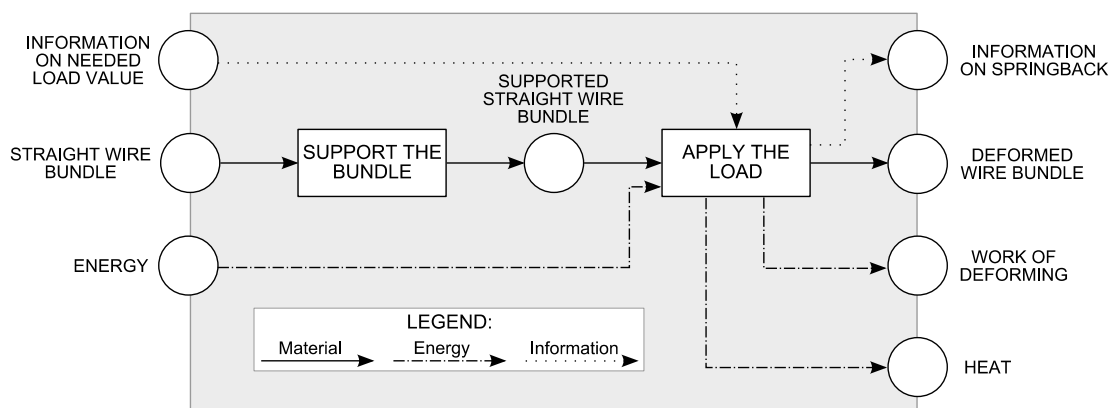 INFORMATION
ON NEEDED
LOAD VALUE
INFORMATION
ON SPRINGBACK
SUPPORTED
STRAIGHT WIRE
BUNDLE
STRAIGHT WIRE
BUNDLE
SUPPORT THE
BUNDLE
APPLY THE
LOAD
DEFORMED
WIRE BUNDLE
ENERGY
WORK OF
DEFORMING
LEGEND:
Material Energy Information
HEAT